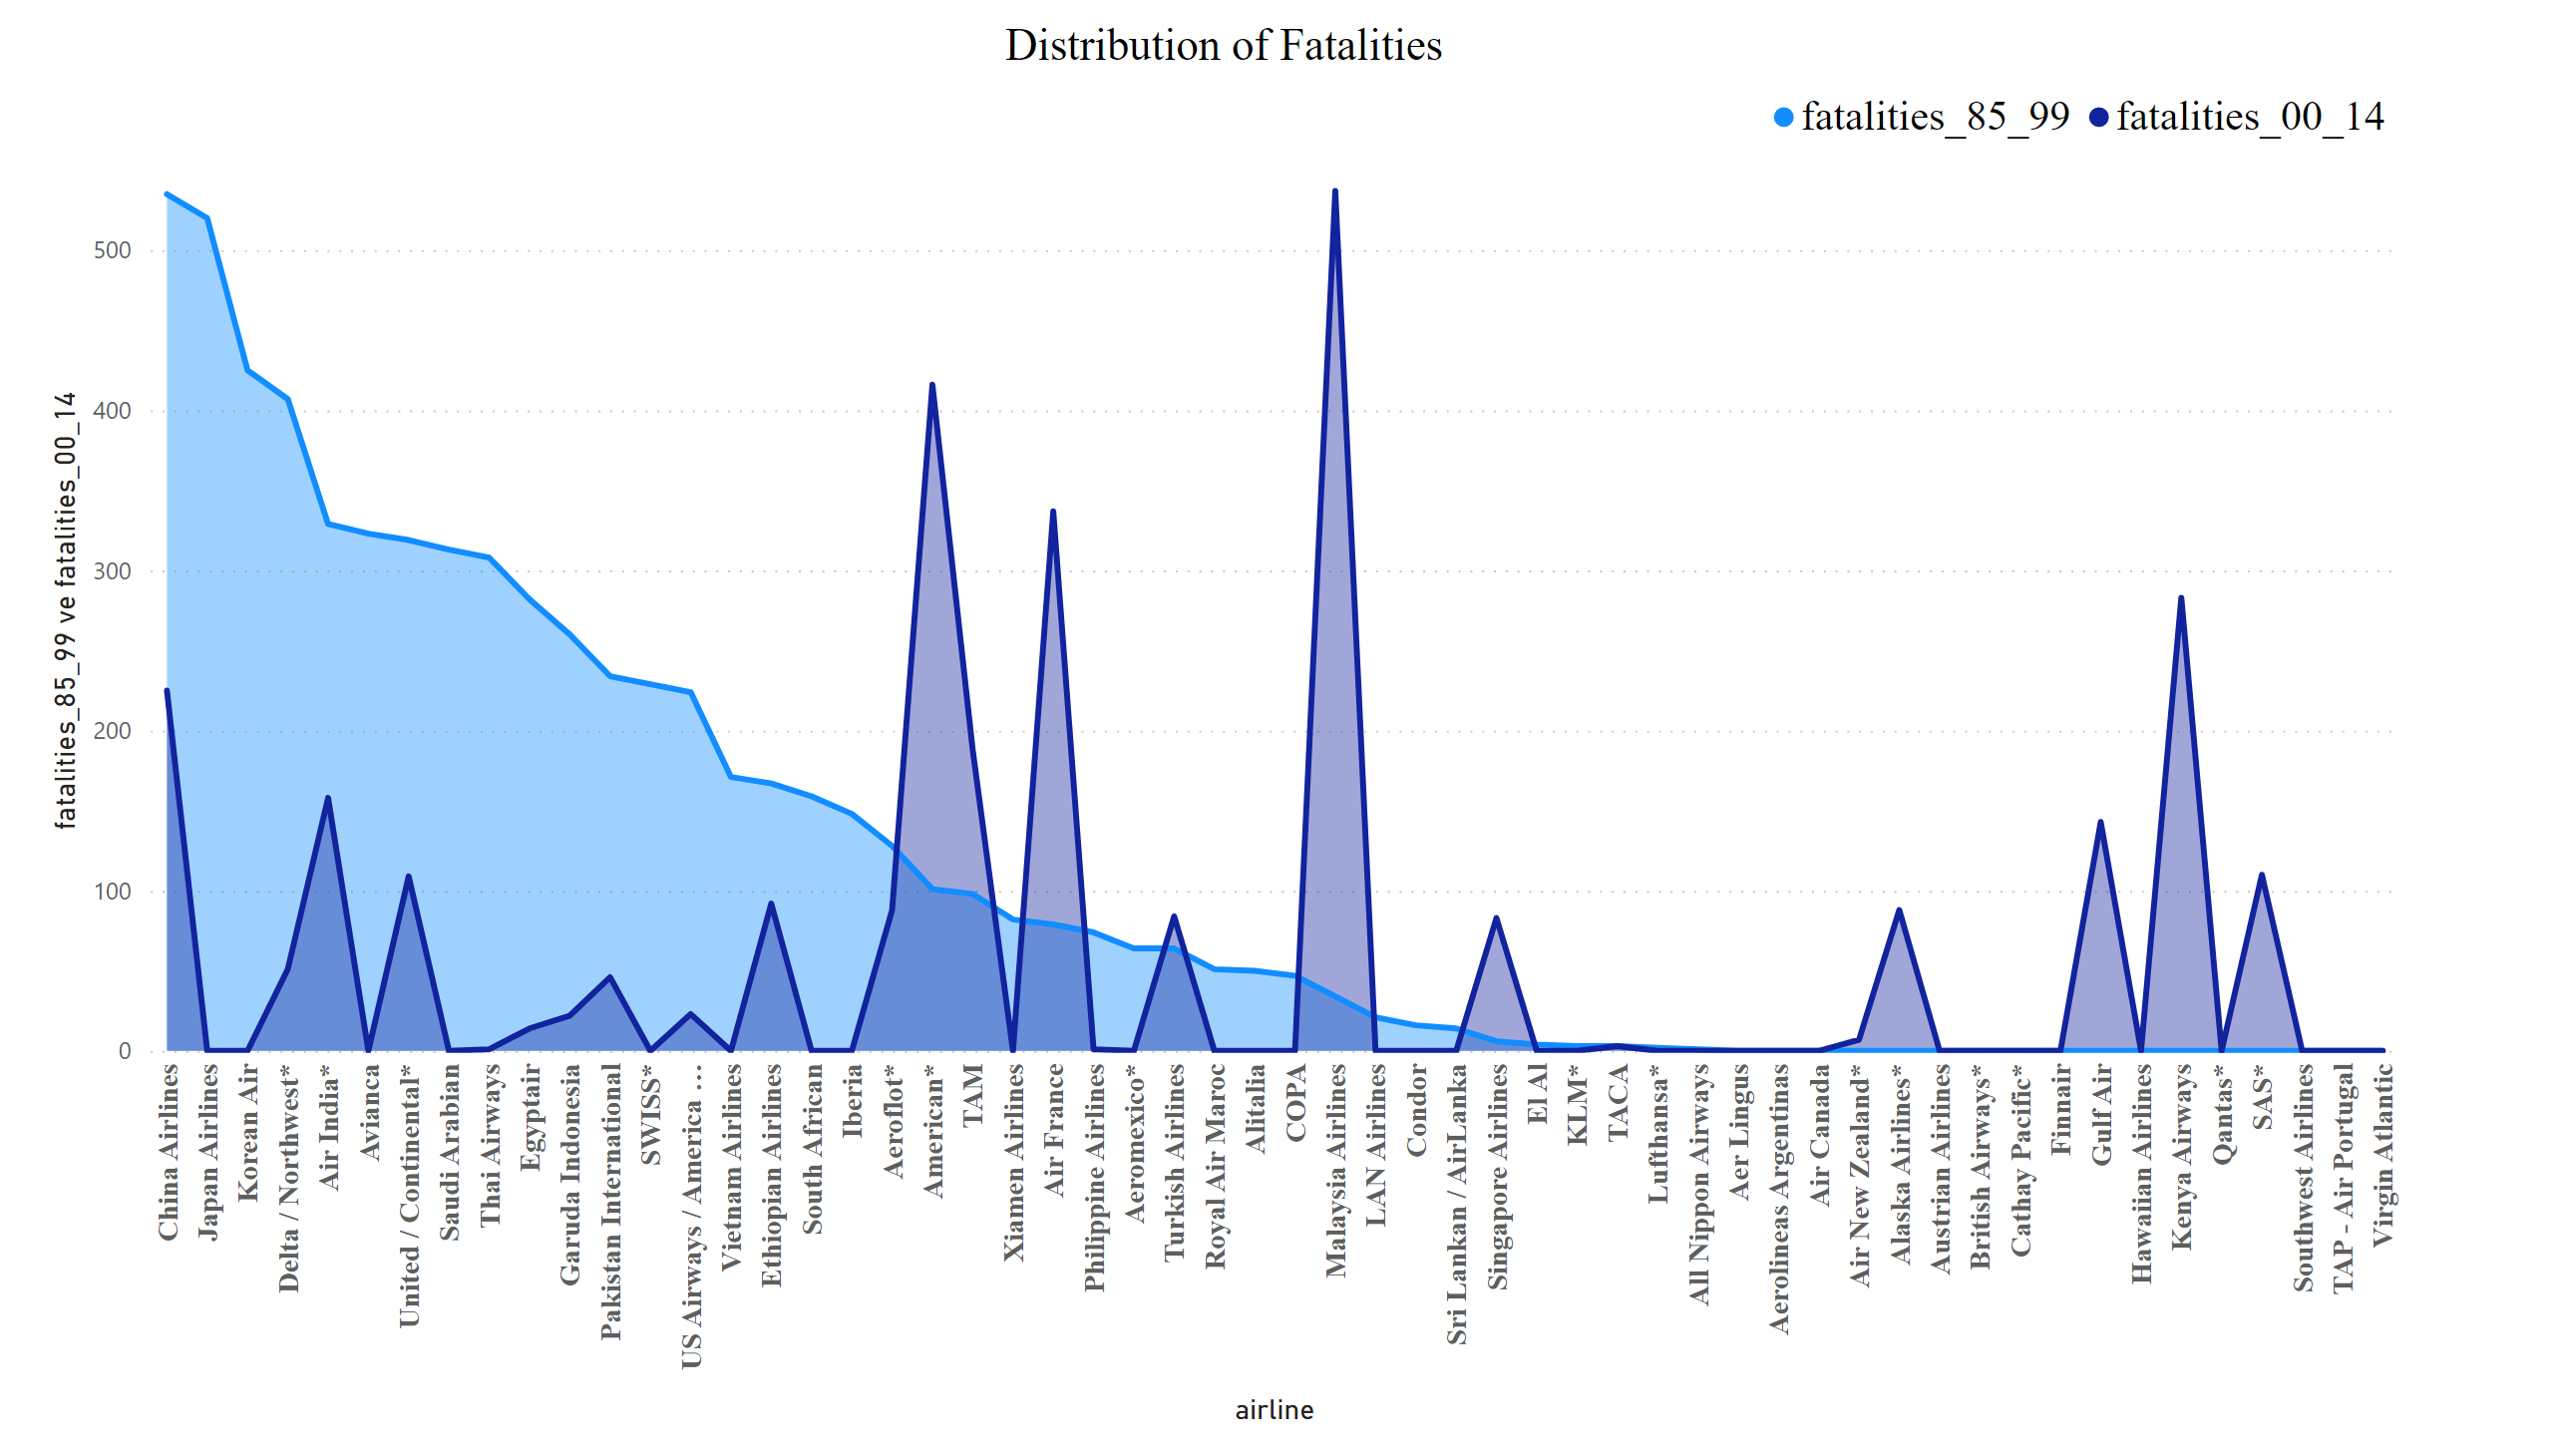 Distribution of Fatalities
fatalities_85_99 fatalities_00_14
fatalities_85_99 ve fatalities_00_14
500
400
300
200
100
0
China Airlines
Japan Airlines
Korean Air
Delta / Northwest*
Air India*
Avianca
United / Continental*
Saudi Arabian
Thai Airways
Egyptair
Garuda Indonesia
Pakistan International
SWISS*
US Airways / America ...
Vietnam Airlines
Ethiopian Airlines
South African
Iberia
Aeroflot*
American*
TAM
Xiamen Airlines
Air France
Philippine Airlines
Aeromexico*
Turkish Airlines
Royal Air Maroc
Alitalia
COPA
Malaysia Airlines
LAN Airlines
Condor
Sri Lankan / AirLanka
Singapore Airlines
El Al
KLM*
TACA
Lufthansa*
All Nippon Airways
Aer Lingus
Aerolineas Argentinas
Air Canada
Air New Zealand*
Alaska Airlines*
Austrian Airlines
British Airways*
Cathay Pacific*
Finnair
Gulf Air
Hawaiian Airlines
Kenya Airways
Qantas*
SAS*
Southwest Airlines
TAP - Air Portugal
Virgin Atlantic
airline